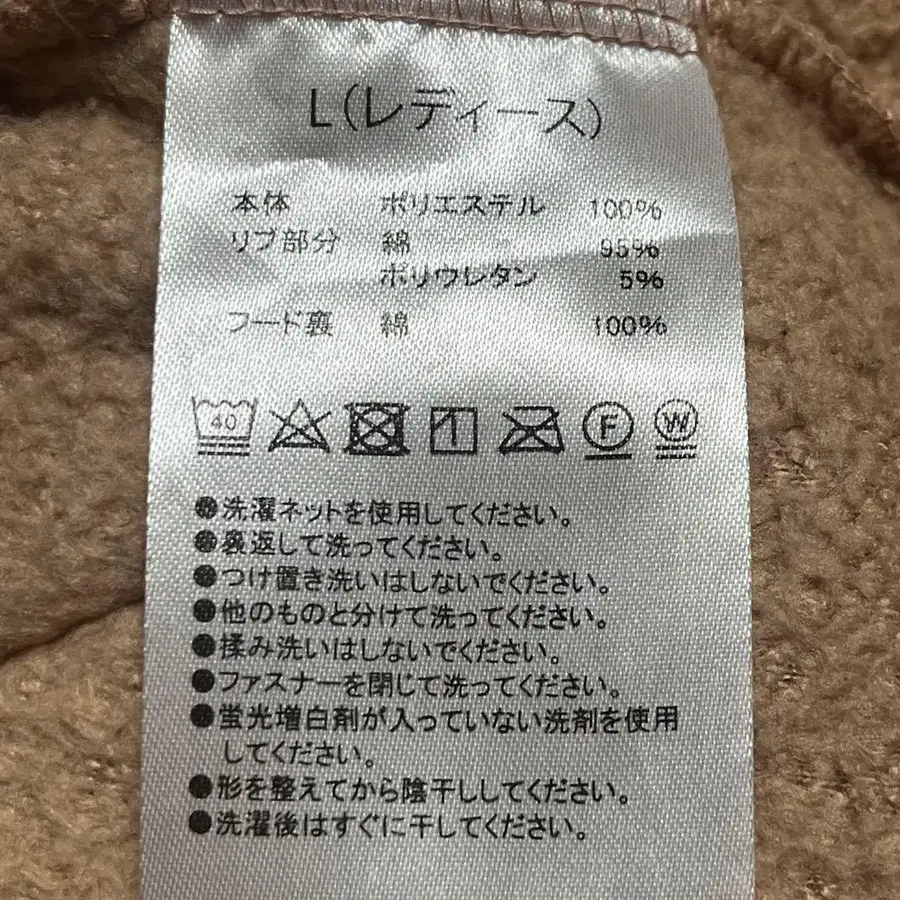 L(レディース)
本体 ポリエステル 100%
リブ部分 綿 95%
ポリウレタン 5%
フード裏 綿 100%
40 1 F W
●洗濯ネットを使用してください。
●裏返して洗ってください。
●つけ置き洗いはしないでください。
●他のものと分けて洗ってください。
●揉み洗いはしないでください。
●ファスナーを閉じて洗ってください。
●蛍光増白剤が入っていない洗剤を使用
してください。
●形を整えてから陰干ししてください。
●洗濯後はすぐに干してください。